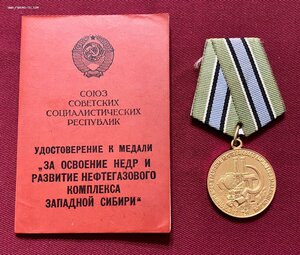 СОЮЗ
СОВЕТСКИХ
СОЦИАЛИСТИЧЕСКИХ
РЕСПУБЛИК
УДОСТОВЕРЕНИЕ К МЕДАЛИ
„ЗА ОСВОЕНИЕ НЕДР И
РАЗВИТИЕ НЕФТЕГАЗОВОГО
КОМПЛЕКСА
ЗАПАДНОЙ СИБИРИ“